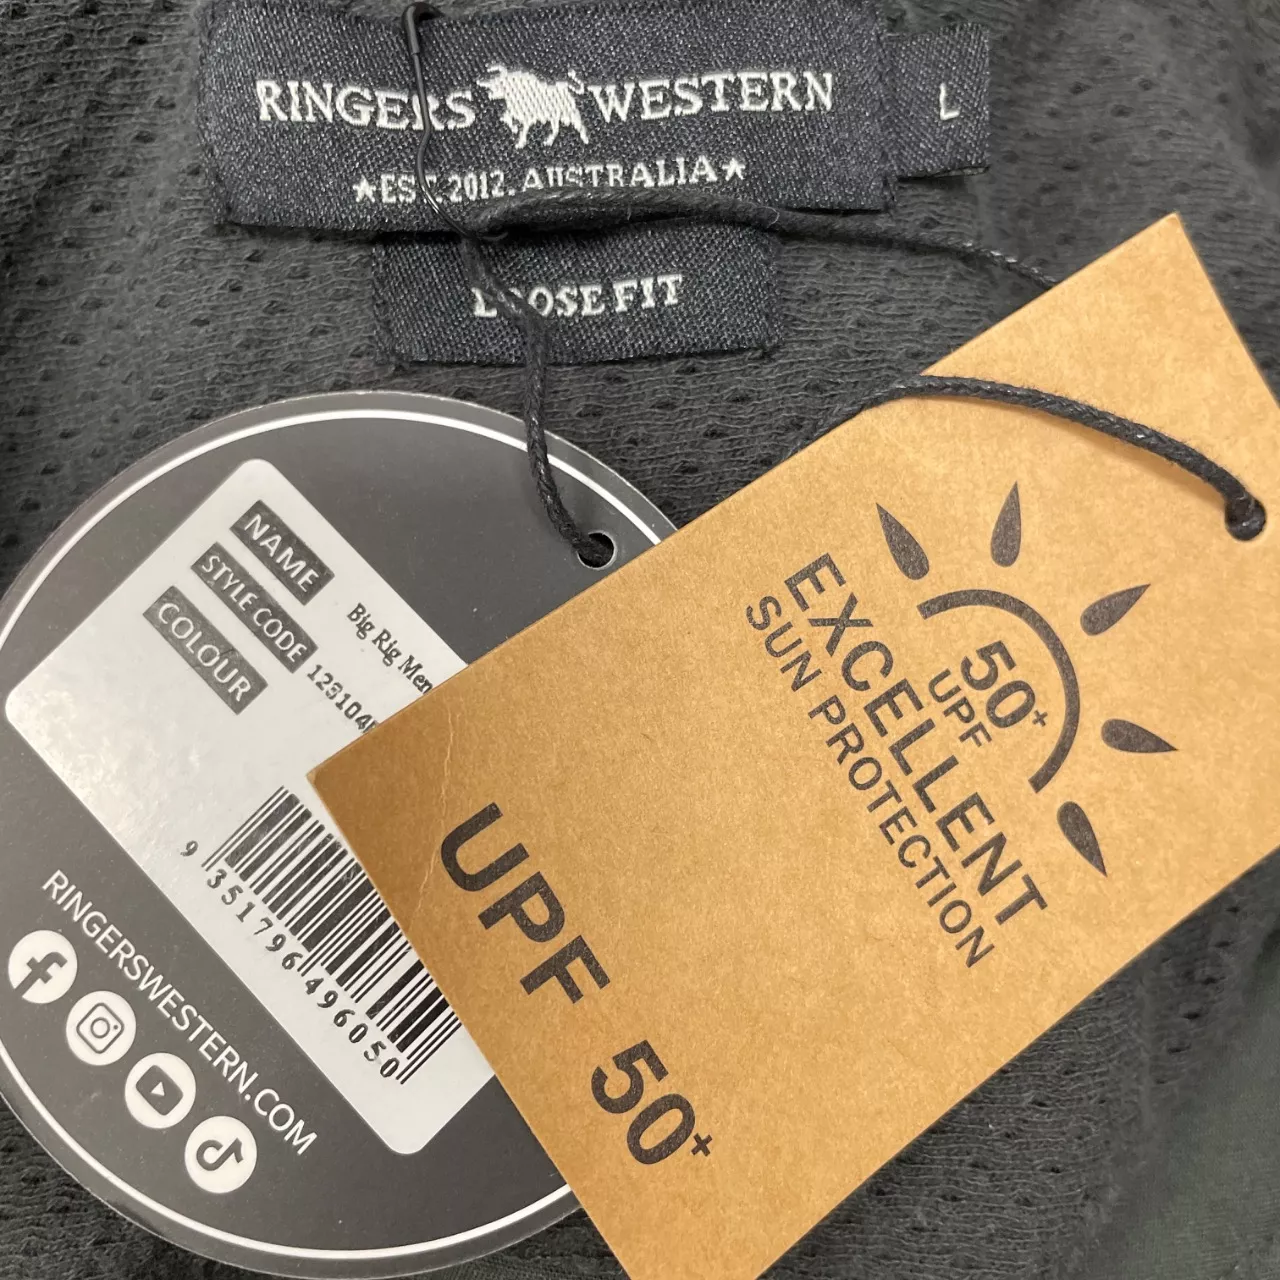 RINGERS WESTERN
L
★EST. 2012. AUSTRALIA★
LOOSE FIT
NAME
Big Rig
STYLE CODE
COLOUR
9 351796 496050
RINGERSWESTERN.COM
50+
UPF
EXCELLENT
SUN PROTECTION
UPF 50+